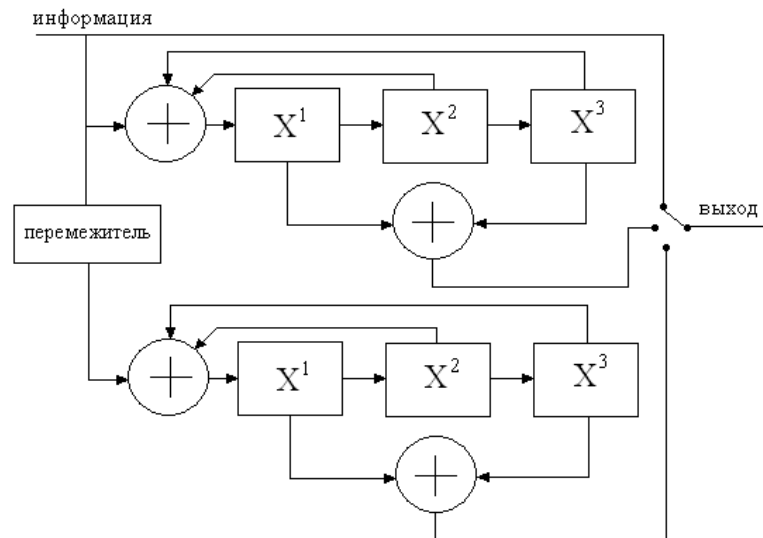 информация
X¹ X² X³
выход
перемежитель
X¹ X² X³